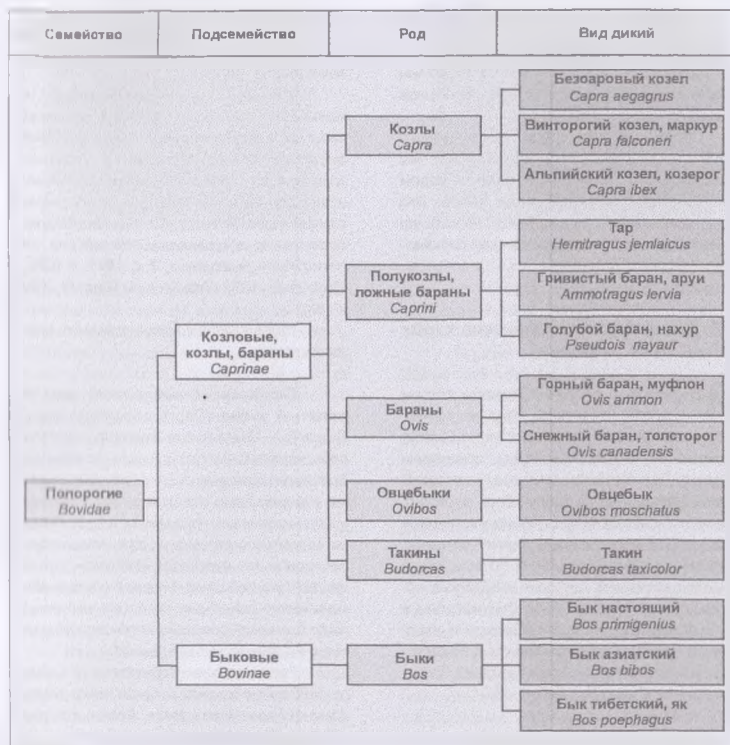 Семейство
Подсемейство
Род
Вид дикий
Безоаровый козел
Capra aegagrus
Козлы
Capra
Винторогий козел, маркур
Capra falconeri
Альпийский козел, козерог
Capra ibex
Тар
Hemitragus jemlaicus
Полукозлы,
ложные бараны
Caprini
Гривистый баран, аруи
Ammotragus lervia
Голубой баран, нахур
Pseudois nayaur
Козловые,
козлы, бараны
Caprinae
Горный баран, муфлон
Ovis ammon
Бараны
Ovis
Снежный баран, толсторог
Ovis canadensis
Полорогие
Bovidae
Овцебыки
Ovibos
Овцебык
Ovibos moschatus
Такины
Budorcas
Такин
Budorcas taxicolor
Бык настоящий
Bos primigenius
Быковые
Bovinae
Быки
Bos
Бык азиатский
Bos bibos
Бык тибетский, як
Bos poephagus